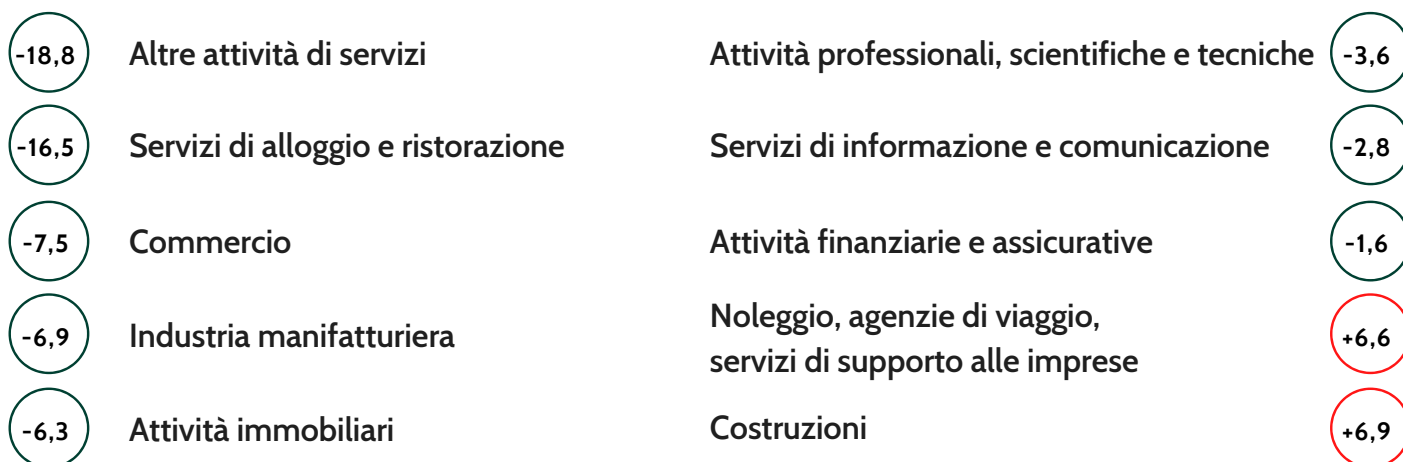 -18,8 Altre attività di servizi
-16,5 Servizi di alloggio e ristorazione
-7,5 Commercio
-6,9 Industria manifatturiera
-6,3 Attività immobiliari
Attività professionali, scientifiche e tecniche -3,6
Servizi di informazione e comunicazione -2,8
Attività finanziarie e assicurative -1,6
Noleggio, agenzie di viaggio,
servizi di supporto alle imprese +6,6
Costruzioni +6,9